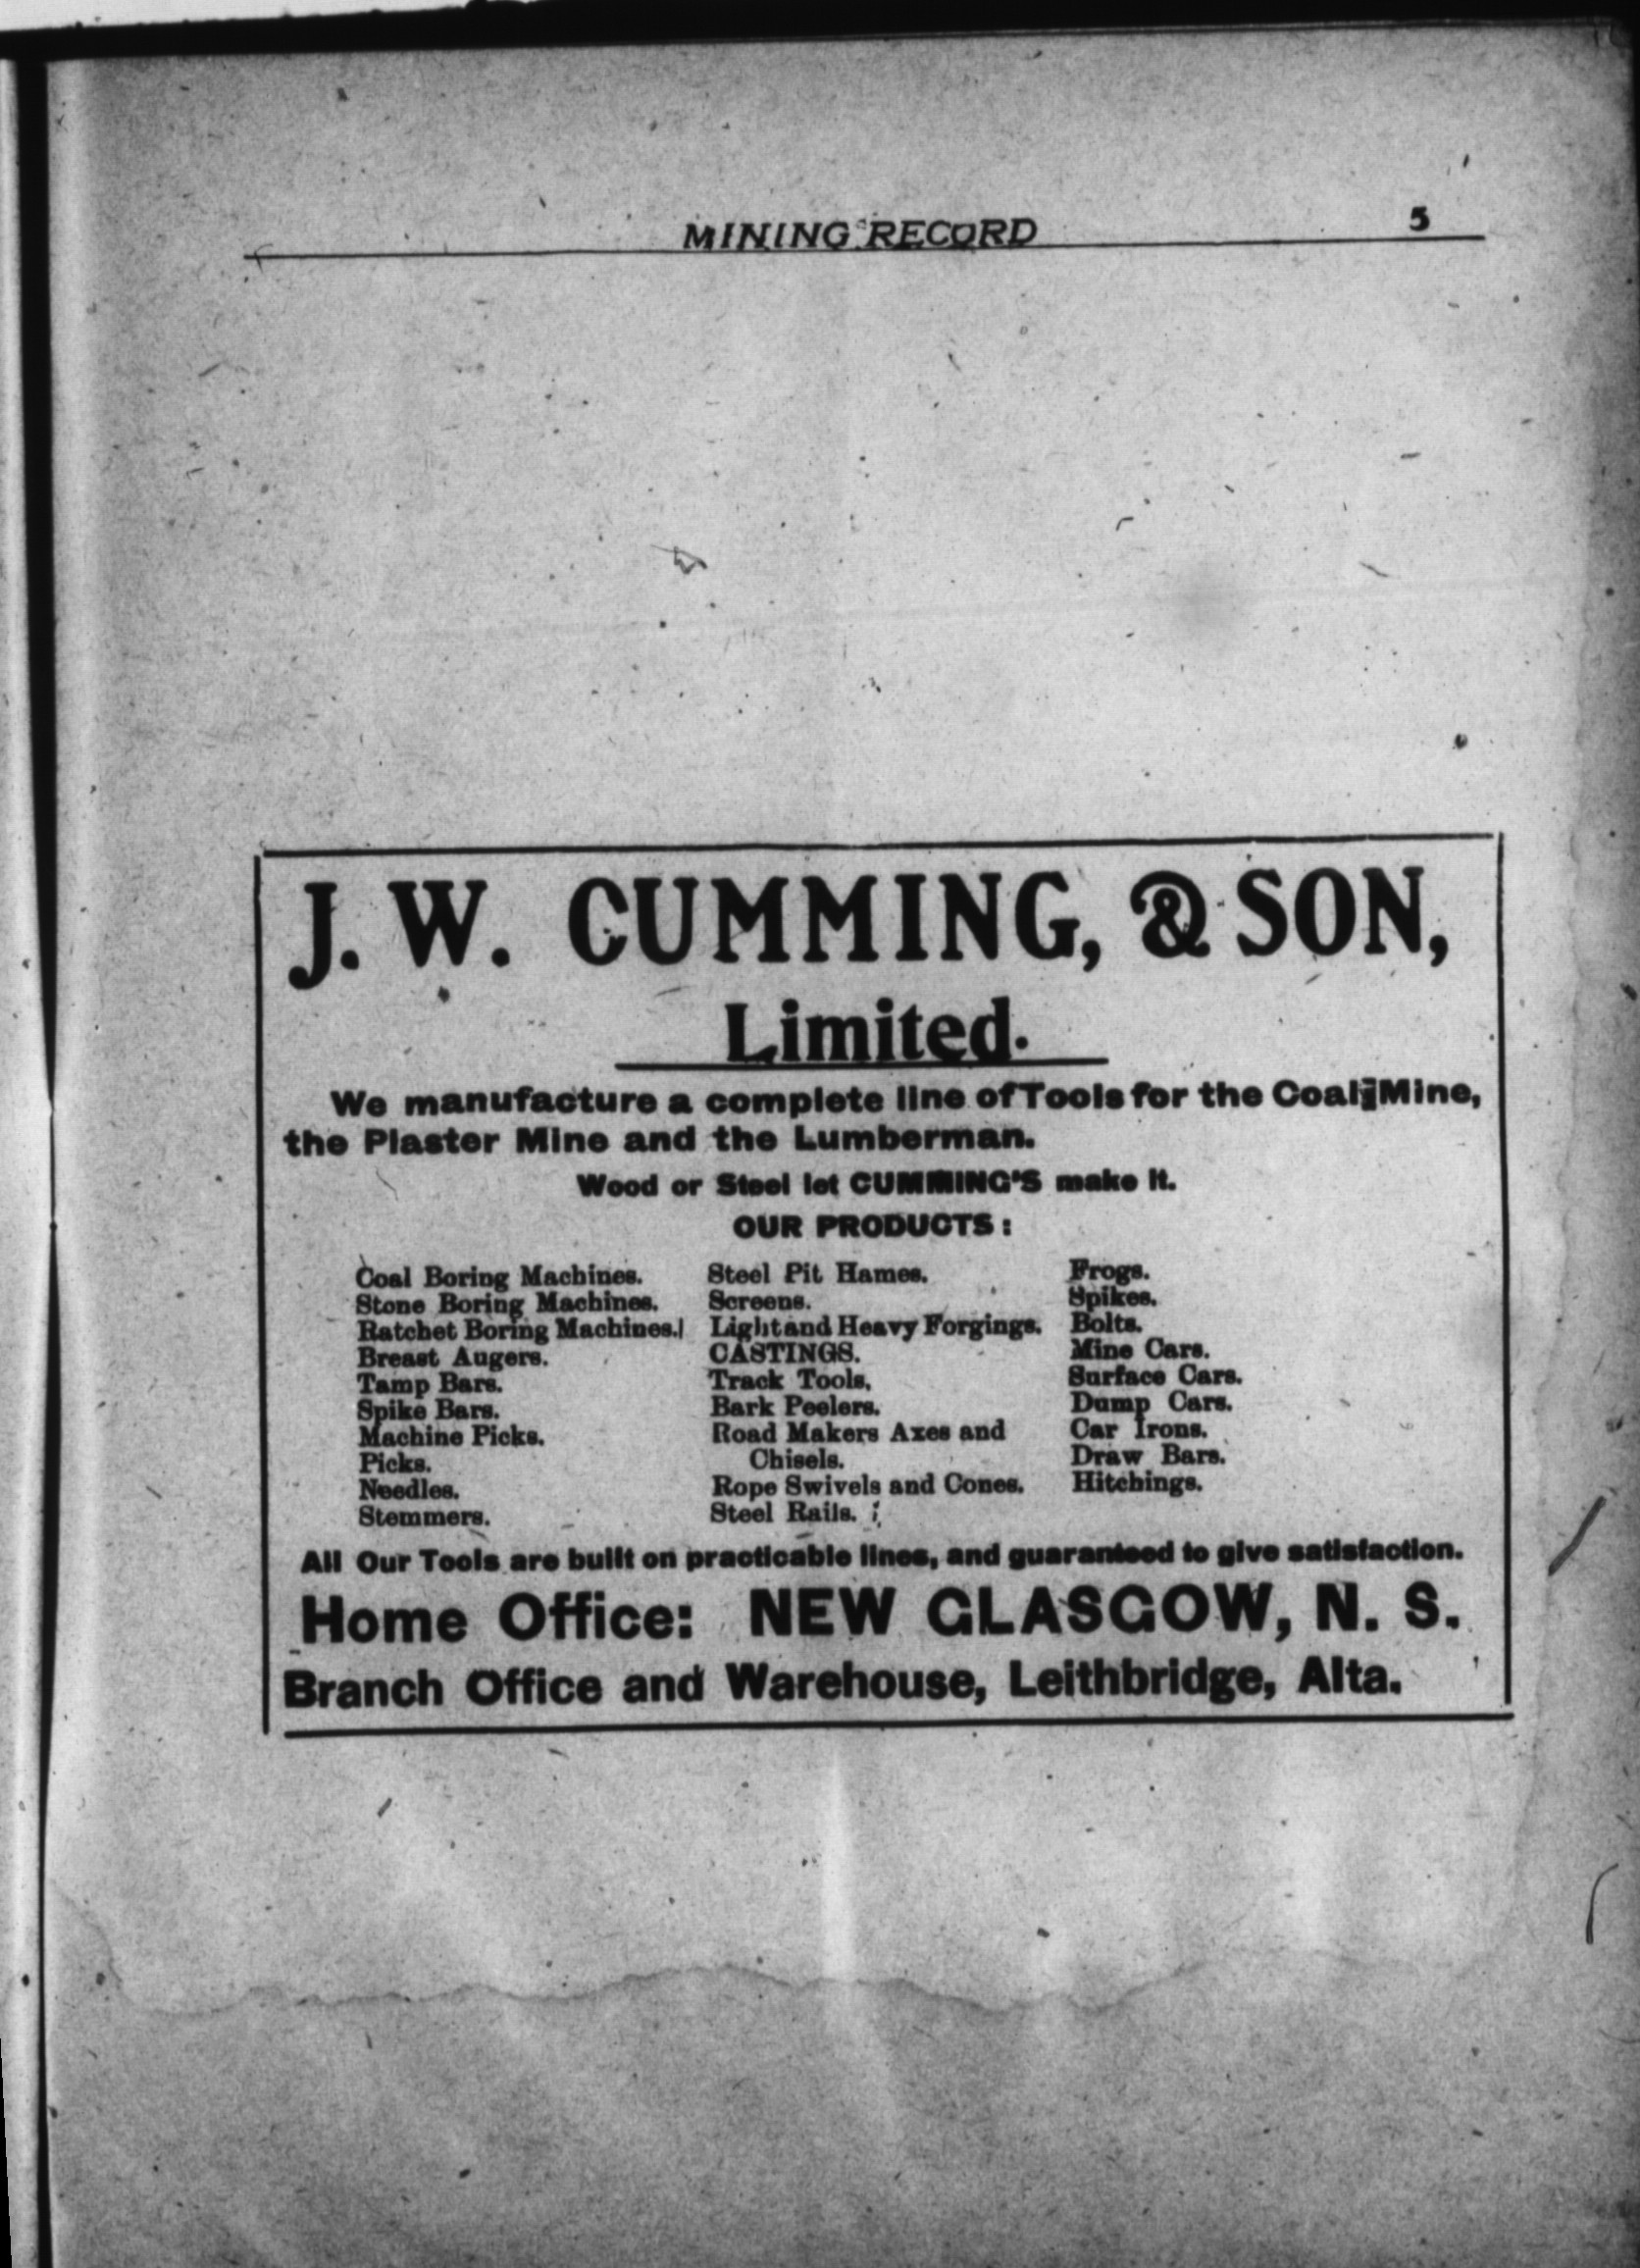 MINING RECORD 5
J. W. CUMMING, & SON,
Limited.
We manufacture a complete line of Tools for the Coal Mine,
the Plaster Mine and the Lumberman.
Wood or Steel let CUMMING'S make it.
OUR PRODUCTS:
Coal Boring Machines.
Stone Boring Machines.
Ratchet Boring Machines.
Breast Augers.
Tamp Bars.
Spike Bars.
Machine Picks.
Picks.
Needles.
Stemmers.
Steel Pit Hames.
Screens.
Light and Heavy Forgings.
CASTINGS.
Track Tools,
Bark Peelers.
Road Makers Axes and
Chisels.
Rope Swivels and Cones.
Steel Rails.
Frogs.
Spikes.
Bolts.
Mine Cars.
Surface Cars.
Dump Cars.
Car Irons.
Draw Bars.
Hitchings.
All Our Tools are built on practicable lines, and guaranteed to give satisfaction.
Home Office: NEW GLASGOW, N. S.
Branch Office and Warehouse, Leithbridge, Alta.